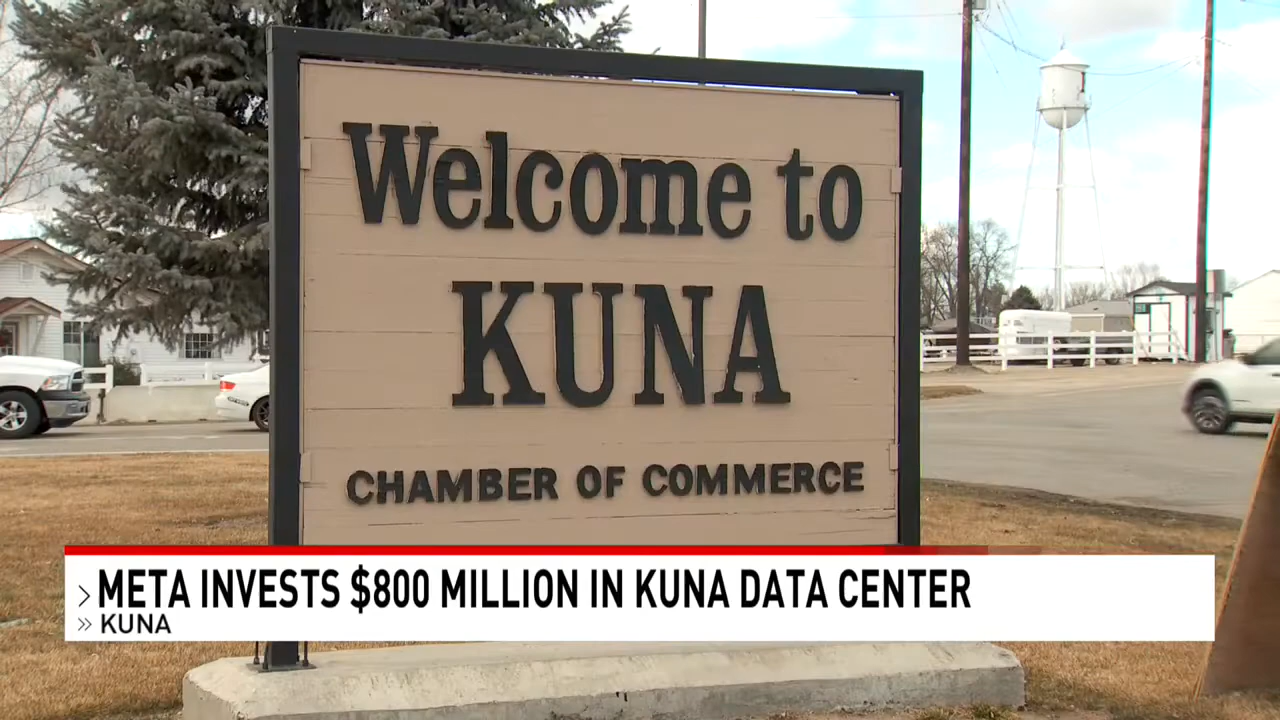 Welcome to
KUNA
CHAMBER OF COMMERCE
META INVESTS $800 MILLION IN KUNA DATA CENTER
» KUNA